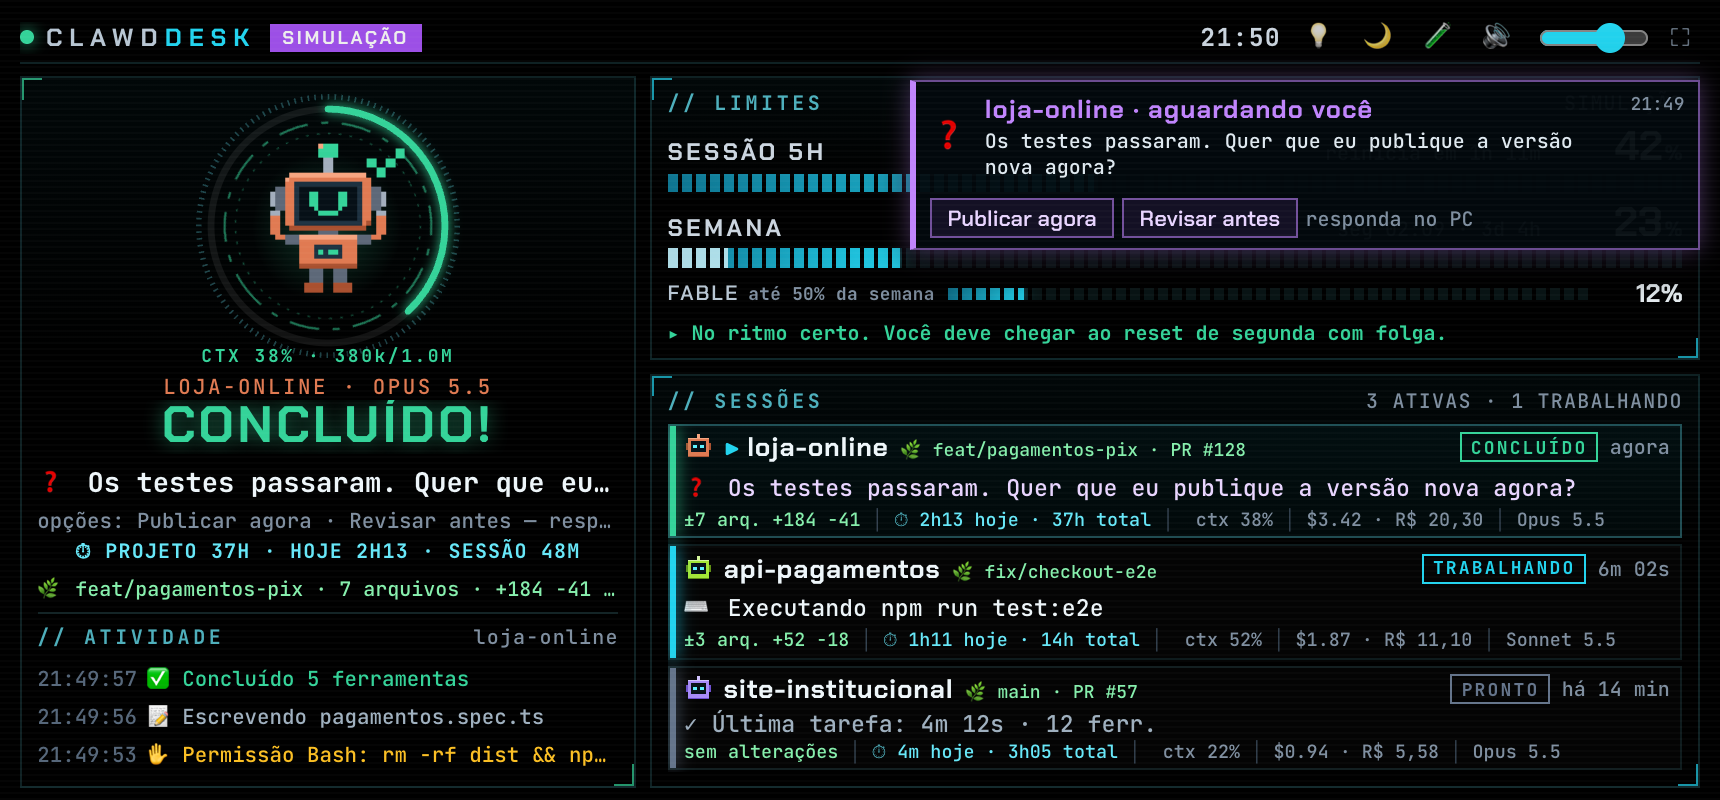 CLAWDDESK SIMULAÇÃO
21:50
CTX 38% · 380k/1.0M
LOJA-ONLINE · OPUS 5.5
CONCLUÍDO!
❓ Os testes passaram. Quer que eu…
opções: Publicar agora · Revisar antes — resp…
⏱ PROJETO 37H · HOJE 2H13 · SESSÃO 48M
🌿 feat/pagamentos-pix · 7 arquivos · +184 -41 …
// ATIVIDADE loja-online
21:49:57 ✅ Concluído 5 ferramentas
21:49:56 📝 Escrevendo pagamentos.spec.ts
21:49:53 ✋ Permissão Bash: rm -rf dist && np…
// LIMITES
SESSÃO 5H
42%
SEMANA
23%
FABLE até 50% da semana 12%
▸ No ritmo certo. Você deve chegar ao reset de segunda com folga.
loja-online · aguardando você 21:49
❓ Os testes passaram. Quer que eu publique a versão
nova agora?
Publicar agora Revisar antes responda no PC
// SESSÕES 3 ATIVAS · 1 TRABALHANDO
▶ loja-online 🌿 feat/pagamentos-pix · PR #128 CONCLUÍDO agora
❓ Os testes passaram. Quer que eu publique a versão nova agora?
±7 arq. +184 -41 ⏱ 2h13 hoje · 37h total ctx 38% $3.42 · R$ 20,30 Opus 5.5
api-pagamentos 🌿 fix/checkout-e2e TRABALHANDO 6m 02s
⌨️ Executando npm run test:e2e
±3 arq. +52 -18 ⏱ 1h11 hoje · 14h total ctx 52% $1.87 · R$ 11,10 Sonnet 5.5
site-institucional 🌿 main · PR #57 PRONTO há 14 min
✓ Última tarefa: 4m 12s · 12 ferr.
sem alterações ⏱ 4m hoje · 3h05 total ctx 22% $0.94 · R$ 5,58 Opus 5.5